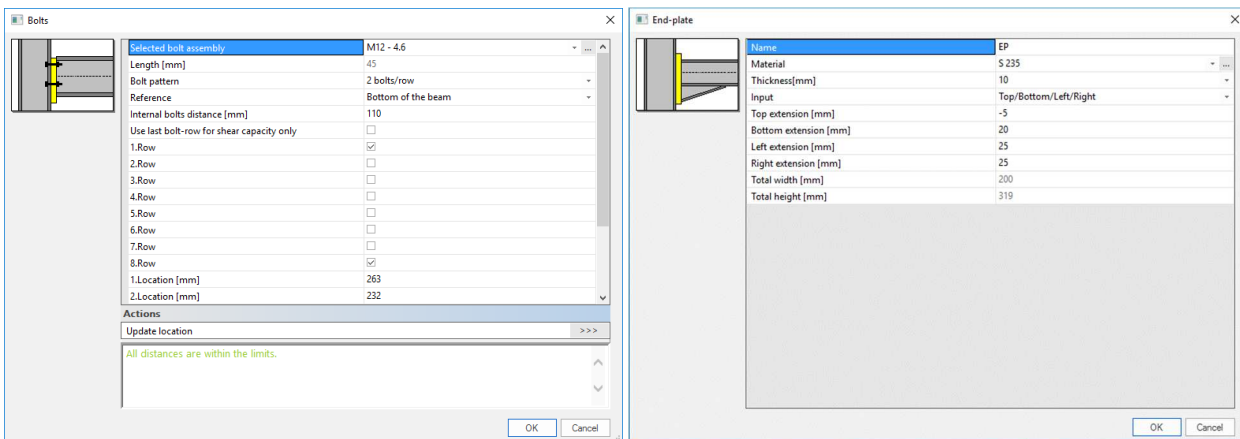 Bolts
Selected bolt assembly M12 - 4.6 ...
Length [mm] 45
Bolt pattern 2 bolts/row
Reference Bottom of the beam
Internal bolts distance [mm] 110
Use last bolt-row for shear capacity only
1.Row
2.Row
3.Row
4.Row
5.Row
6.Row
7.Row
8.Row
1.Location [mm] 263
2.Location [mm] 232
Actions
Update location >>>
All distances are within the limits.
OK Cancel
End-plate
Name EP
Material S 235 ...
Thickness[mm] 10
Input Top/Bottom/Left/Right
Top extension [mm] -5
Bottom extension [mm] 20
Left extension [mm] 25
Right extension [mm] 25
Total width [mm] 200
Total height [mm] 319
OK Cancel